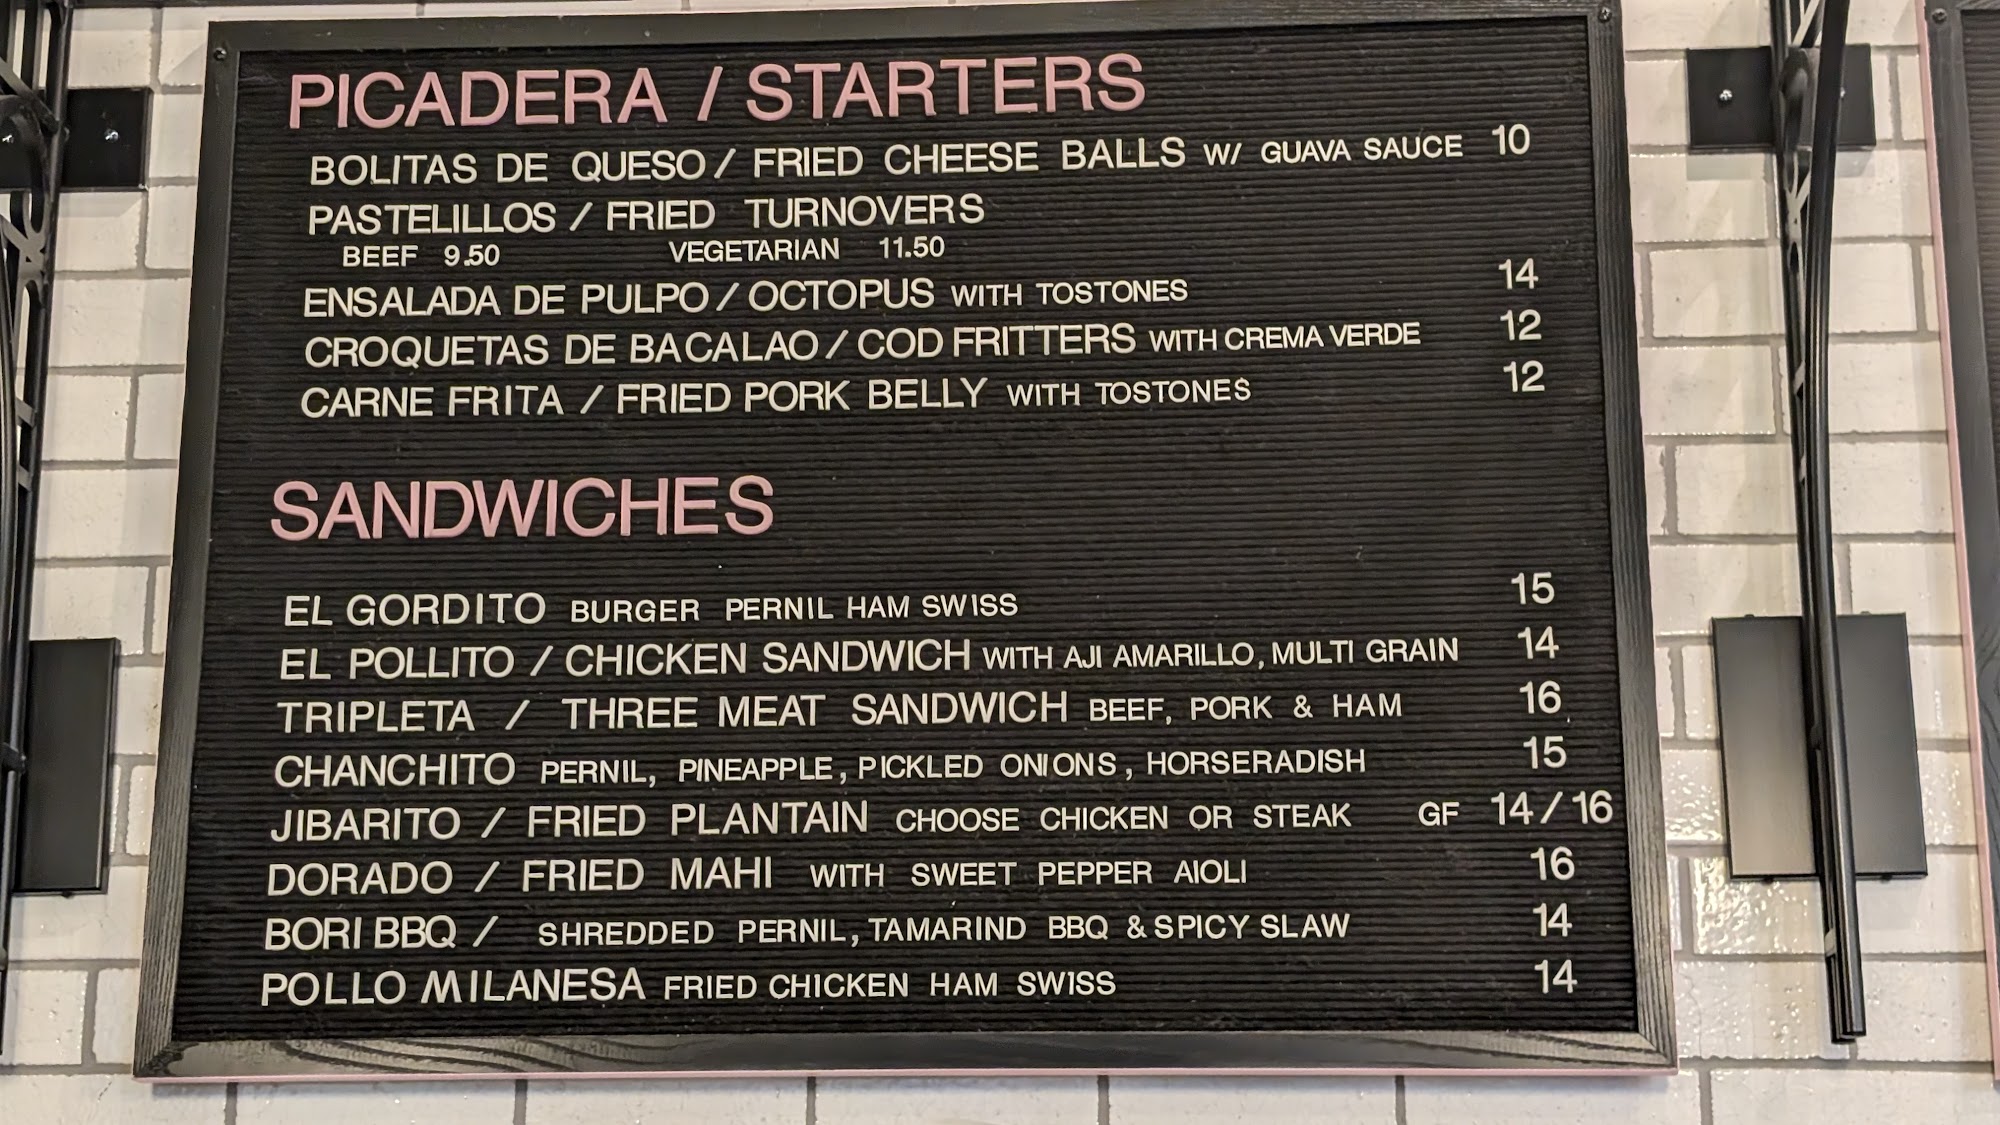 PICADERA / STARTERS
BOLITAS DE QUESO / FRIED CHEESE BALLS W/ GUAVA SAUCE 10
PASTELILLOS / FRIED TURNOVERS
BEEF 9.50 VEGETARIAN 11.50
ENSALADA DE PULPO / OCTOPUS WITH TOSTONES 14
CROQUETAS DE BACALAO / COD FRITTERS WITH CREMA VERDE 12
CARNE FRITA / FRIED PORK BELLY WITH TOSTONES 12
SANDWICHES
EL GORDITO BURGER PERNIL HAM SWISS 15
EL POLLITO / CHICKEN SANDWICH WITH AJI AMARILLO, MULTI GRAIN 14
TRIPLETA / THREE MEAT SANDWICH BEEF, PORK & HAM 16
CHANCHITO PERNIL, PINEAPPLE, PICKLED ONIONS, HORSERADISH 15
JIBARITO / FRIED PLANTAIN CHOOSE CHICKEN OR STEAK GF 14/16
DORADO / FRIED MAHI WITH SWEET PEPPER AIOLI 16
BORI BBQ / SHREDDED PERNIL, TAMARIND BBQ & SPICY SLAW 14
POLLO MILANESA FRIED CHICKEN HAM SWISS 14